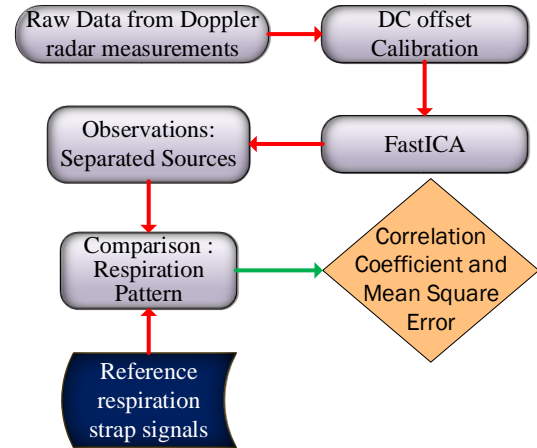 Raw Data from Doppler
radar measurements
DC offset
Calibration
FastICA
Observations:
Separated Sources
Comparison :
Respiration
Pattern
Correlation
Coefficient and
Mean Square
Error
Reference
respiration
strap signals